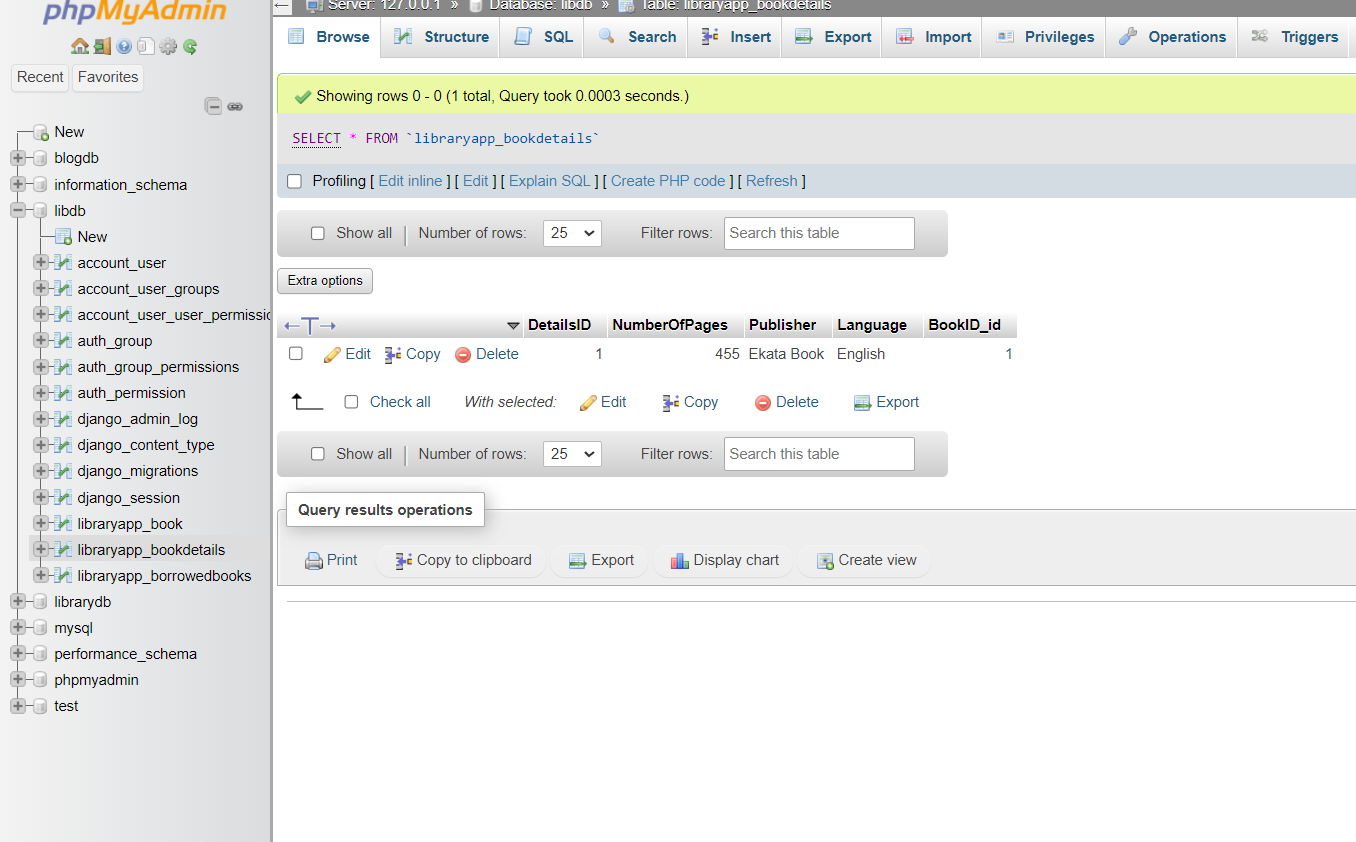 phpMyAdmin
Recent Favorites
New
blogdb
information_schema
libdb
New
account_user
account_user_groups
account_user_user_permissio
auth_group
auth_group_permissions
auth_permission
django_admin_log
django_content_type
django_migrations
django_session
libraryapp_book
libraryapp_bookdetails
libraryapp_borrowedbooks
librarydb
mysql
performance_schema
phpmyadmin
test
Server: 127.0.0.1 » Database: libdb » Table: libraryapp_bookdetails
Browse Structure SQL Search Insert Export Import Privileges Operations Triggers
Showing rows 0 - 0 (1 total, Query took 0.0003 seconds.)
SELECT * FROM `libraryapp_bookdetails`
Profiling [ Edit inline ] [ Edit ] [ Explain SQL ] [ Create PHP code ] [ Refresh ]
Show all | Number of rows: 25 Filter rows: Search this table
Extra options
←T→ DetailsID NumberOfPages Publisher Language BookID_id
Edit Copy Delete 1 455 Ekata Book English 1
Check all With selected: Edit Copy Delete Export
Show all | Number of rows: 25 Filter rows: Search this table
Query results operations
Print Copy to clipboard Export Display chart Create view